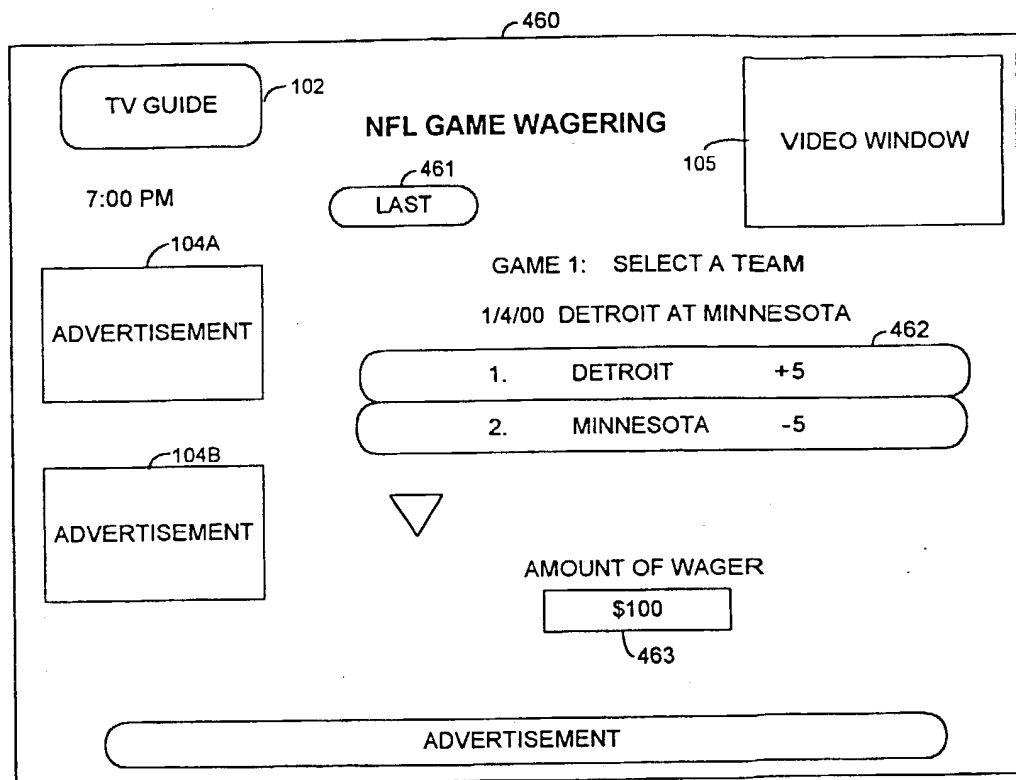 460
TV GUIDE
102
NFL GAME WAGERING
105
VIDEO WINDOW
7:00 PM
461
LAST
104A
ADVERTISEMENT
GAME 1: SELECT A TEAM
1/4/00 DETROIT AT MINNESOTA
462
1. DETROIT +5
2. MINNESOTA -5
104B
ADVERTISEMENT
AMOUNT OF WAGER
$100
463
ADVERTISEMENT